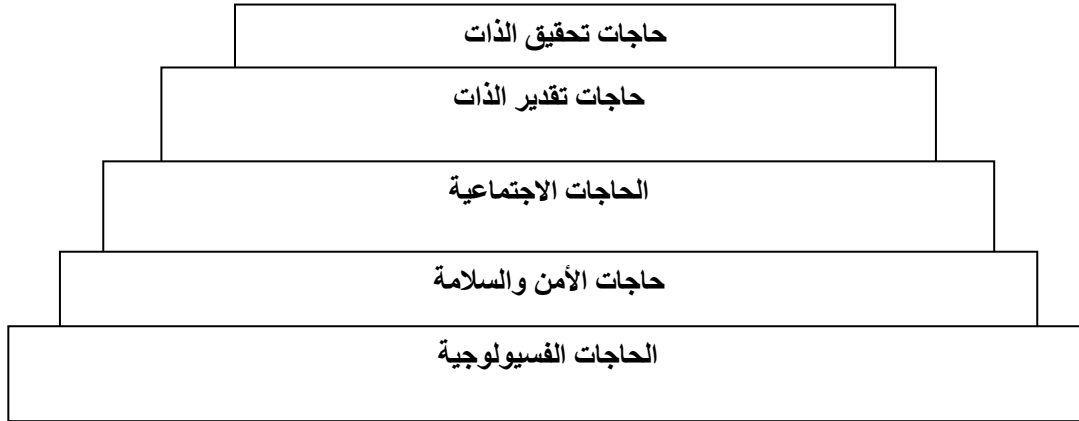 حاجات تحقيق الذات
حاجات تقدير الذات
الحاجات الاجتماعية
حاجات الأمن والسلامة
الحاجات الفسيولوجية